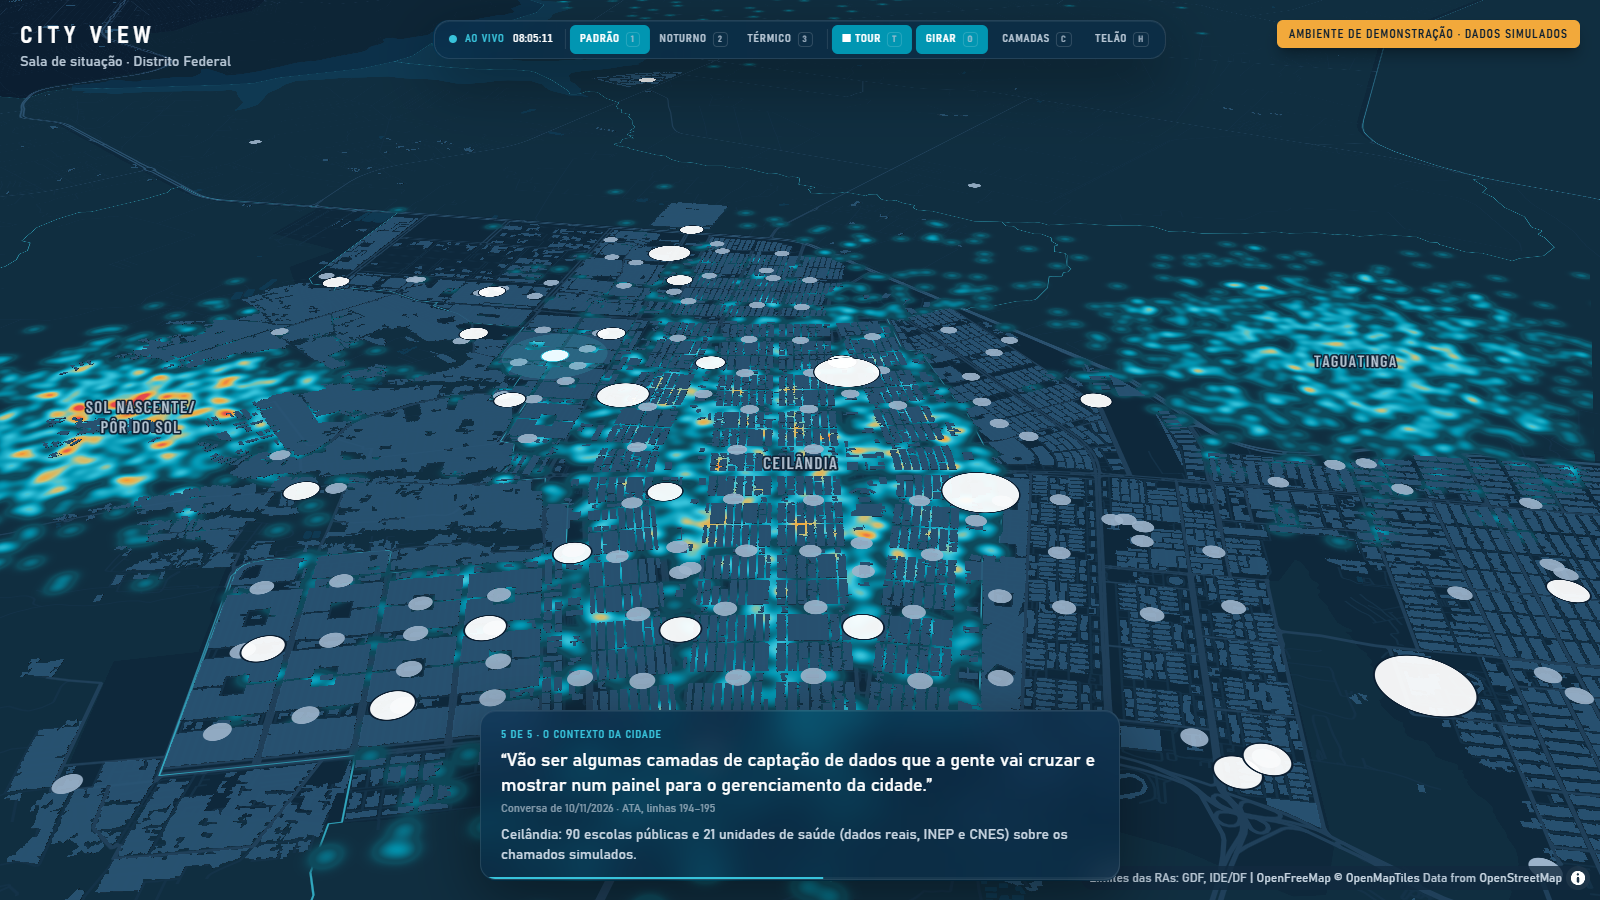 CITY VIEW
Sala de situação · Distrito Federal
AO VIVO 08:05:11 PADRÃO 1 NOTURNO 2 TÉRMICO 3 TOUR T GIRAR O CAMADAS C TELÃO H
AMBIENTE DE DEMONSTRAÇÃO · DADOS SIMULADOS
TAGUATINGA
SOL NASCENTE/
PÔR DO SOL
CEILÂNDIA
5 DE 5 · O CONTEXTO DA CIDADE
“Vão ser algumas camadas de captação de dados que a gente vai cruzar e
mostrar num painel para o gerenciamento da cidade.”
Conversa de 10/11/2026 · ATA, linhas 194–195
Ceilândia: 90 escolas públicas e 21 unidades de saúde (dados reais, INEP e CNES) sobre os
chamados simulados.
das RAs: GDF, IDE/DF | OpenFreeMap © OpenMapTiles Data from OpenStreetMap